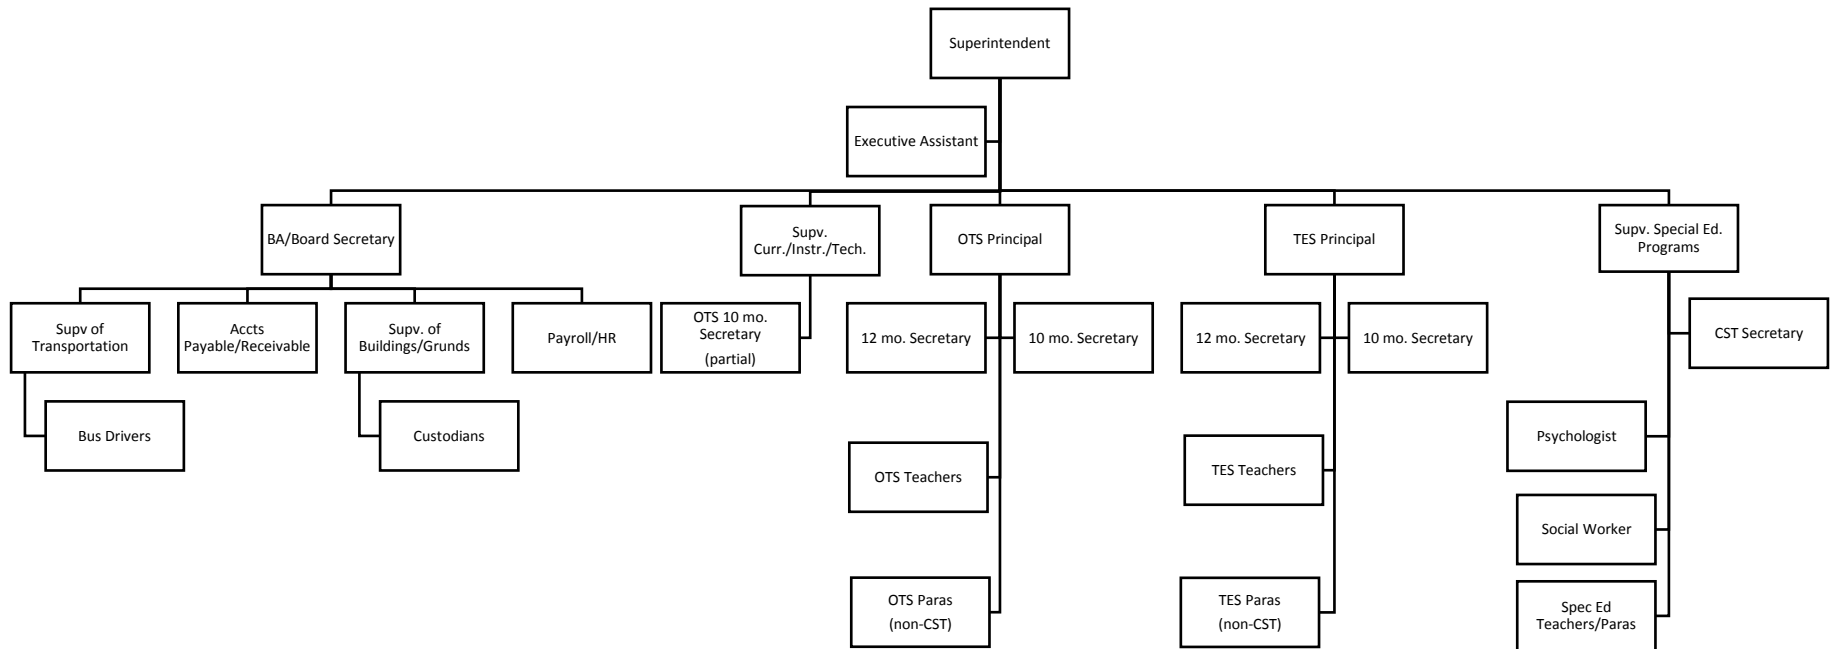 Superintendent
Executive Assistant
BA/Board Secretary
Supv.
Curr./Instr./Tech.
OTS Principal
TES Principal
Supv. Special Ed.
Programs
Supv of
Transportation
Accts
Payable/Receivable
Supv. of
Buildings/Grunds
Payroll/HR
OTS 10 mo.
Secretary
(partial)
12 mo. Secretary
10 mo. Secretary
12 mo. Secretary
10 mo. Secretary
CST Secretary
Bus Drivers
Custodians
OTS Teachers
TES Teachers
Psychologist
Social Worker
OTS Paras
(non-CST)
TES Paras
(non-CST)
Spec Ed
Teachers/Paras